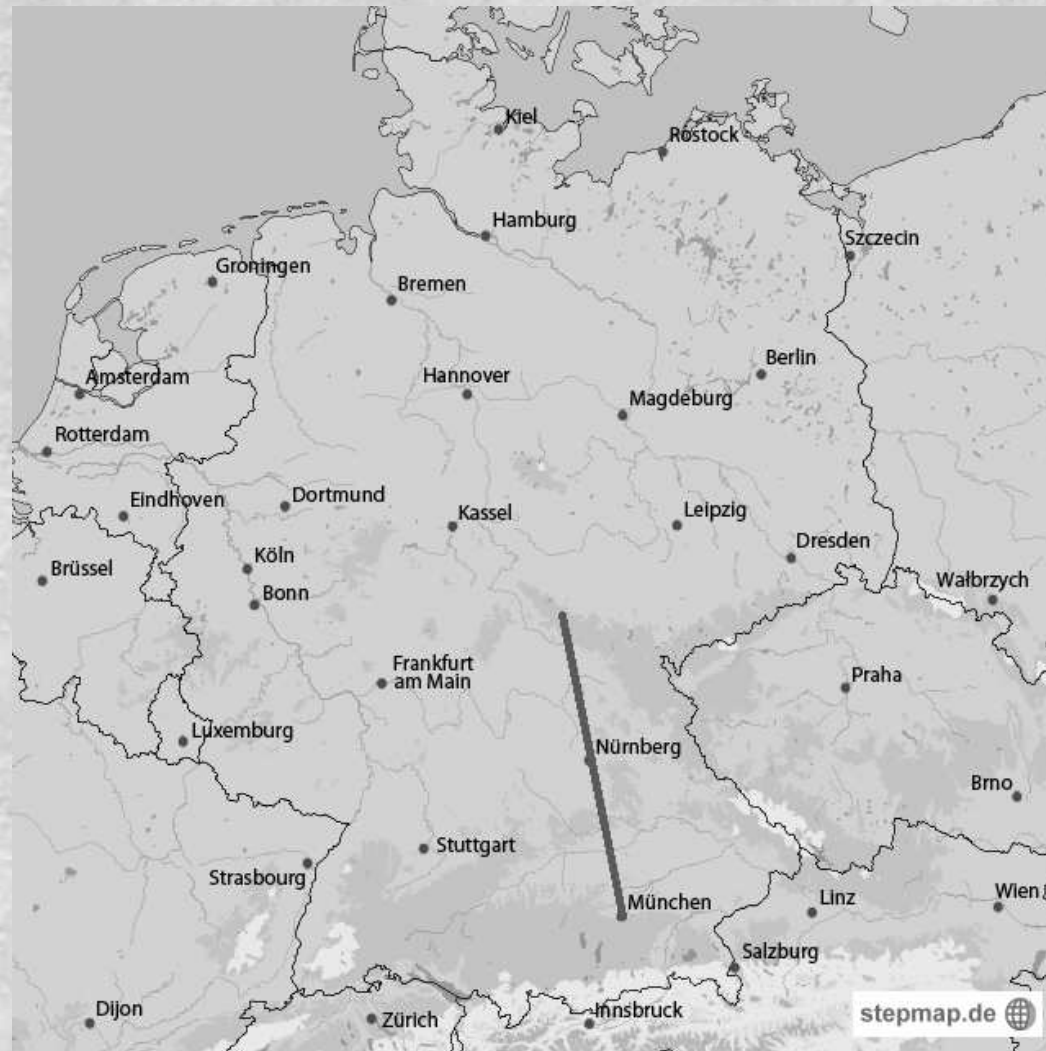 Kiel
Rostock
Hamburg
Szczecin
Groningen
Bremen
Berlin
Amsterdam
Hannover
Magdeburg
Rotterdam
Eindhoven
Dortmund
Kassel
Leipzig
Dresden
Köln
Brüssel
Wałbrzych
Bonn
Frankfurt
am Main
Praha
Luxemburg
Nürnberg
Brno
Stuttgart
Strasbourg
München
Linz
Wien
Salzburg
Dijon
Zürich
Innsbruck
stepmap.de